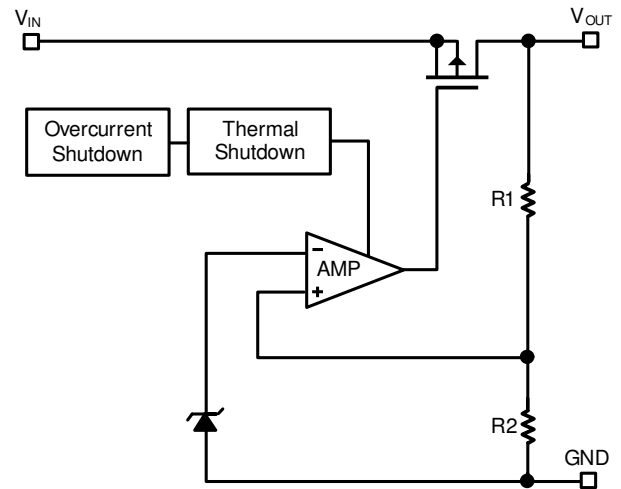 VIN
VOUT
Overcurrent
Shutdown
Thermal
Shutdown
R1
−
AMP
+
R2
GND